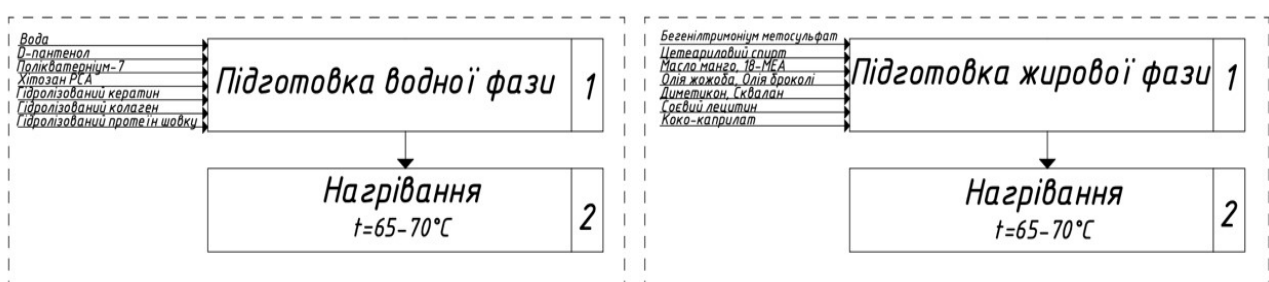 Вода
D-пантенол
Полікватерніум-7
Хітозан PCA
Гідролізований кератин
Гідролізований колаген
Гідролізований протеїн шовку
Підготовка водної фази
1
Нагрівання
t=65-70°C
2
Бегенілтримоніум метосульфат
Цетеариловий спирт
Масло манго, 18-МЕА
Олія жожоба, Олія броколі
Диметикон, Сквалан
Соєвий лецитин
Коко-каприлат
Підготовка жирової фази
1
Нагрівання
t=65-70°C
2